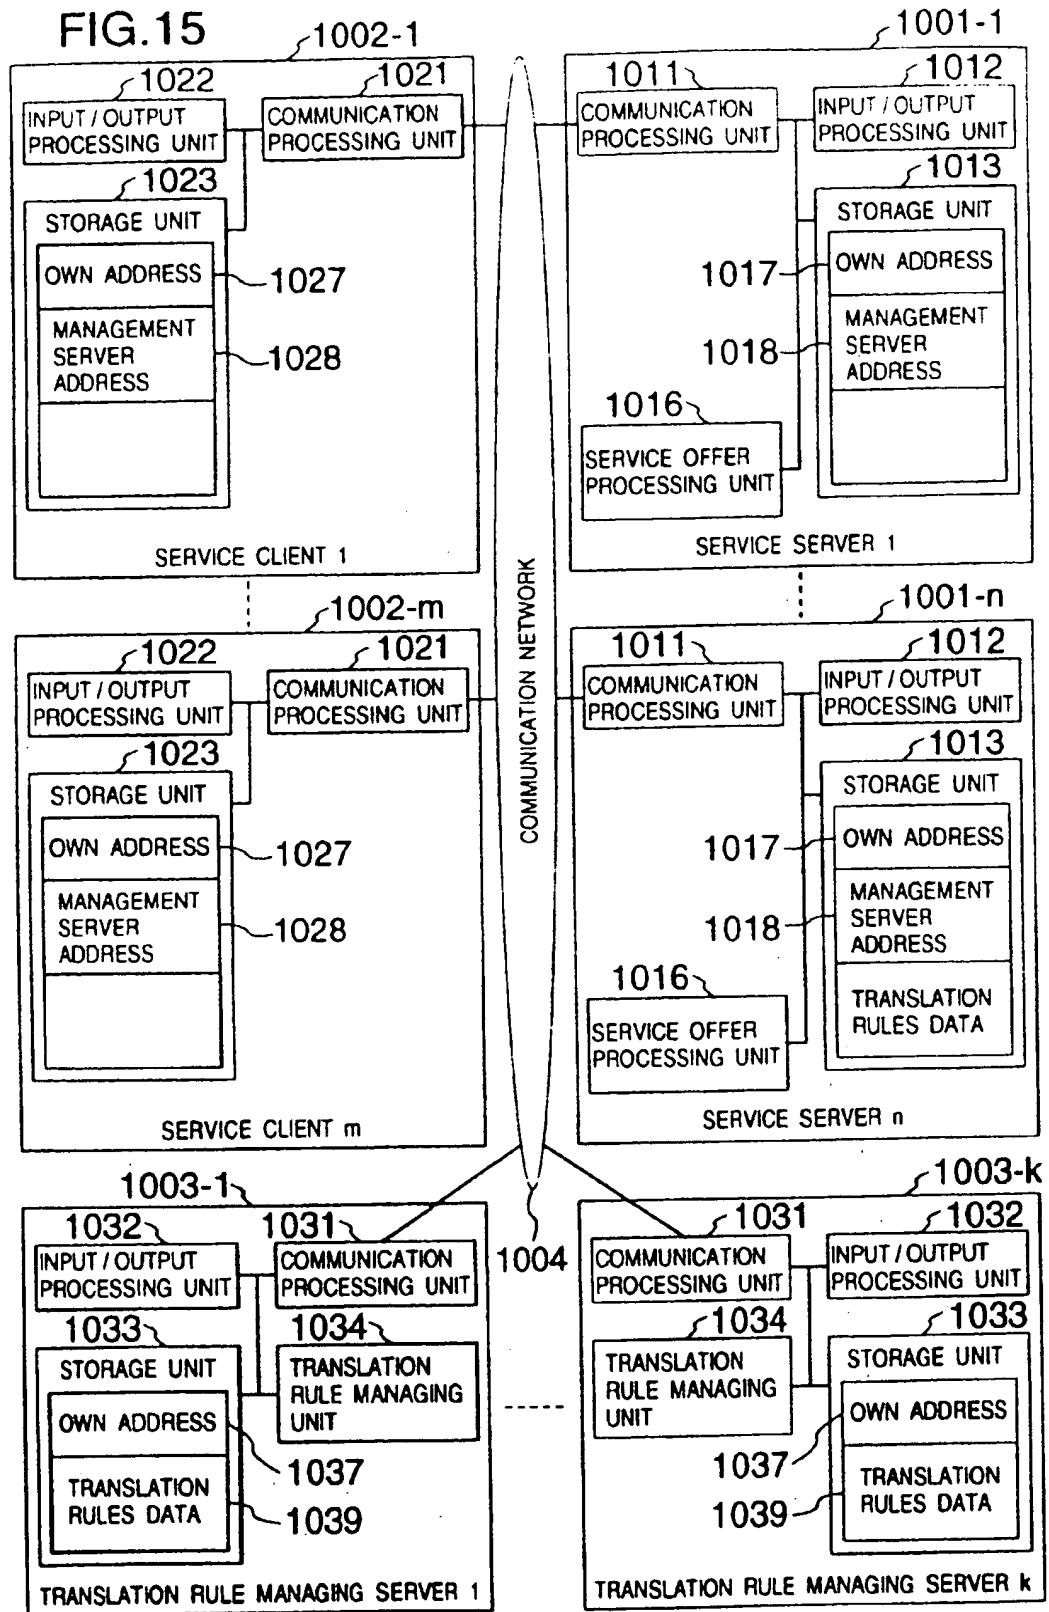 FIG.15
1002-1
1022
1021
INPUT / OUTPUT
PROCESSING UNIT
COMMUNICATION
PROCESSING UNIT
1023
STORAGE UNIT
OWN ADDRESS
1027
MANAGEMENT
SERVER
ADDRESS
1028
SERVICE CLIENT 1
1001-1
1011
1012
COMMUNICATION
PROCESSING UNIT
INPUT / OUTPUT
PROCESSING UNIT
1013
STORAGE UNIT
1017
OWN ADDRESS
1018
MANAGEMENT
SERVER
ADDRESS
1016
SERVICE OFFER
PROCESSING UNIT
SERVICE SERVER 1
COMMUNICATION NETWORK
1002-m
1022
1021
INPUT / OUTPUT
PROCESSING UNIT
COMMUNICATION
PROCESSING UNIT
1023
STORAGE UNIT
OWN ADDRESS
1027
MANAGEMENT
SERVER
ADDRESS
1028
SERVICE CLIENT m
1001-n
1011
1012
COMMUNICATION
PROCESSING UNIT
INPUT / OUTPUT
PROCESSING UNIT
1013
STORAGE UNIT
1017
OWN ADDRESS
1018
MANAGEMENT
SERVER
ADDRESS
TRANSLATION
RULES DATA
1016
SERVICE OFFER
PROCESSING UNIT
SERVICE SERVER n
1004
1003-1
1032
1031
INPUT / OUTPUT
PROCESSING UNIT
COMMUNICATION
PROCESSING UNIT
1033
1034
STORAGE UNIT
TRANSLATION
RULE MANAGING
UNIT
OWN ADDRESS
1037
TRANSLATION
RULES DATA
1039
TRANSLATION RULE MANAGING SERVER 1
1003-k
1031
1032
COMMUNICATION
PROCESSING UNIT
INPUT / OUTPUT
PROCESSING UNIT
1034
1033
TRANSLATION
RULE MANAGING
UNIT
STORAGE UNIT
OWN ADDRESS
1037
TRANSLATION
RULES DATA
1039
TRANSLATION RULE MANAGING SERVER k